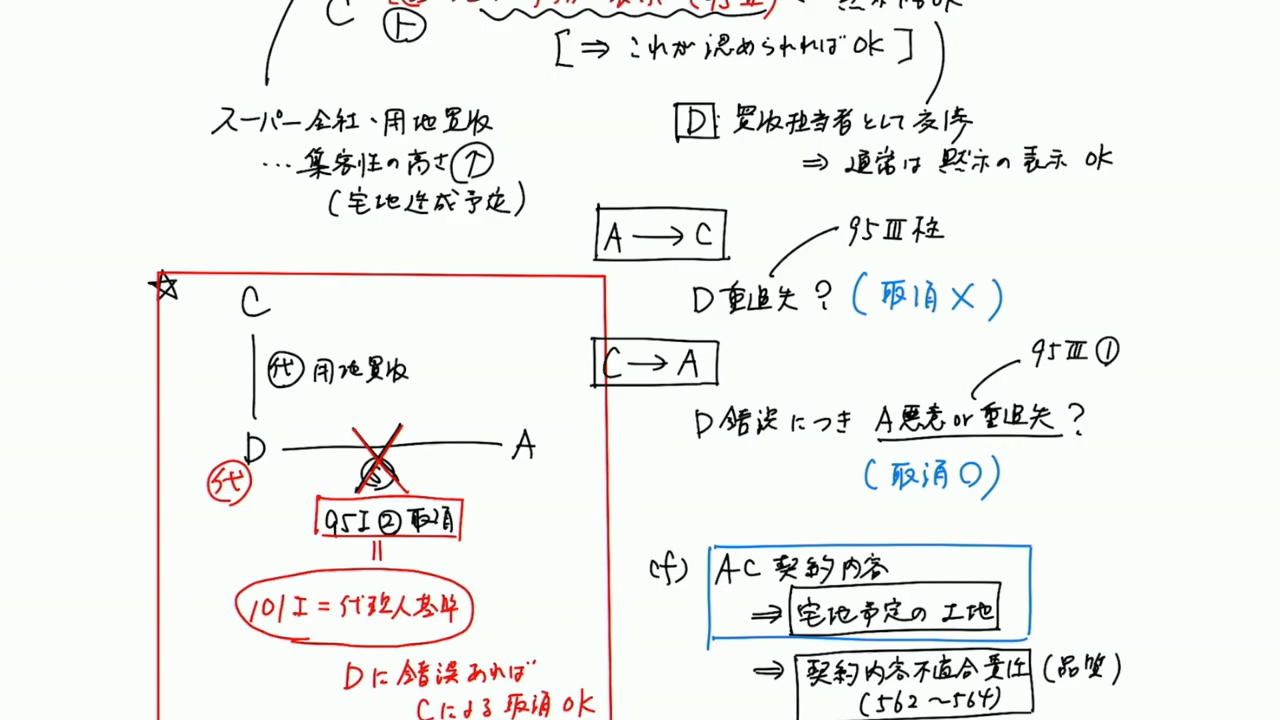 C
ト
表示(95Ⅱ)
[⇒ これが認められればOK]
スーパー会社・用地買収
…集客性の高さ↑
(宅地造成予定)
D:買収担当者として交渉
⇒ 通常は黙示の表示OK
A→C
95Ⅲ柱
D重過失?(取消×)
C→A
95Ⅲ①
D錯誤につきA悪意or重過失?
(取消○)
☆
C
代 用地買収
D
A
代
95Ⅰ②取消
=
101Ⅰ=代理人基準
Dに錯誤あれば
Cによる取消OK
cf)
AC契約内容
⇒ 宅地予定の土地
⇒ 契約内容不適合責任(品質)
(562~564)